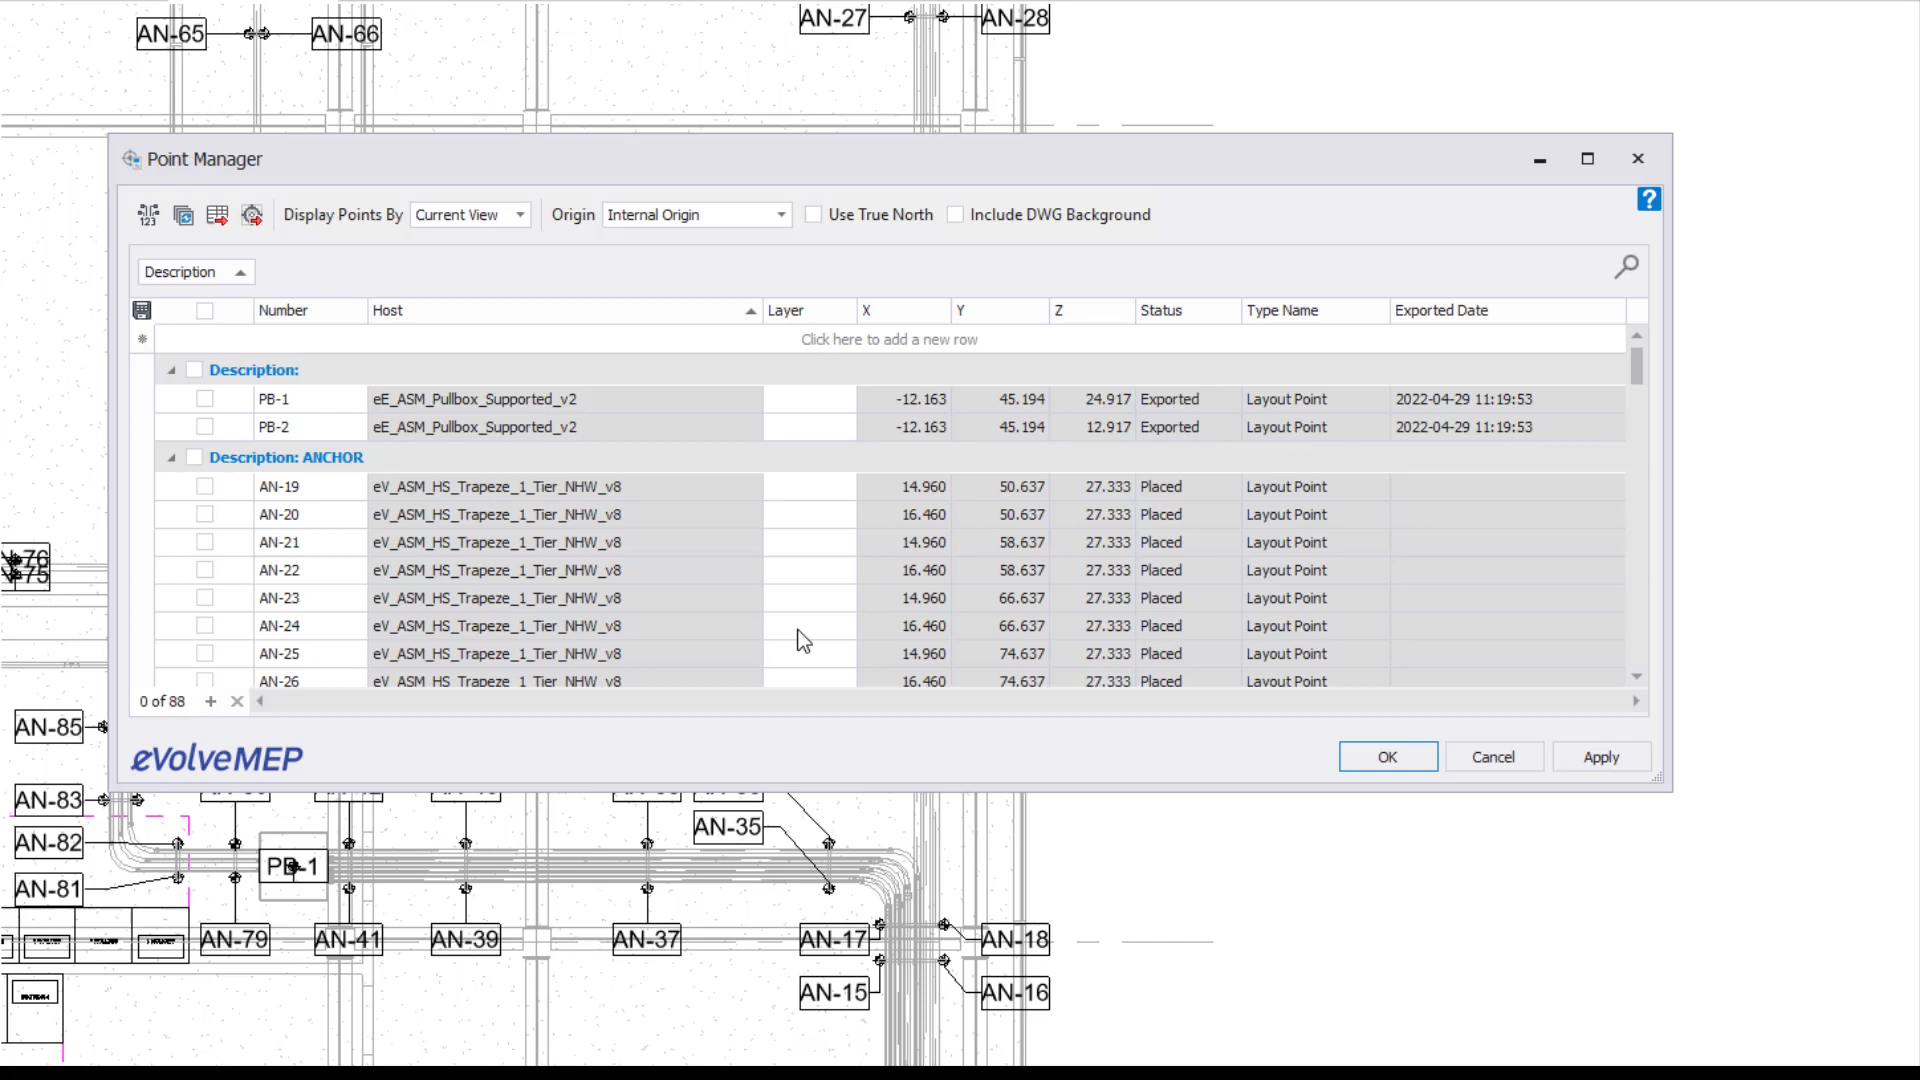 AN-65
AN-66
AN-27
AN-28
Point Manager
Display Points By Current View Origin Internal Origin Use True North Include DWG Background
?
Description
Number Host Layer X Y Z Status Type Name Exported Date
Click here to add a new row
Description:
PB-1 eE_ASM_Pullbox_Supported_v2 -12.163 45.194 24.917 Exported Layout Point 2022-04-29 11:19:53
PB-2 eE_ASM_Pullbox_Supported_v2 -12.163 45.194 12.917 Exported Layout Point 2022-04-29 11:19:53
Description: ANCHOR
AN-19 eV_ASM_HS_Trapeze_1_Tier_NHW_v8 14.960 50.637 27.333 Placed Layout Point
AN-20 eV_ASM_HS_Trapeze_1_Tier_NHW_v8 16.460 50.637 27.333 Placed Layout Point
AN-21 eV_ASM_HS_Trapeze_1_Tier_NHW_v8 14.960 58.637 27.333 Placed Layout Point
AN-22 eV_ASM_HS_Trapeze_1_Tier_NHW_v8 16.460 58.637 27.333 Placed Layout Point
AN-23 eV_ASM_HS_Trapeze_1_Tier_NHW_v8 14.960 66.637 27.333 Placed Layout Point
AN-24 eV_ASM_HS_Trapeze_1_Tier_NHW_v8 16.460 66.637 27.333 Placed Layout Point
AN-25 eV_ASM_HS_Trapeze_1_Tier_NHW_v8 14.960 74.637 27.333 Placed Layout Point
AN-26 eV_ASM_HS_Trapeze_1_Tier_NHW_v8 16.460 74.637 27.333 Placed Layout Point
0 of 88
eVolveMEP
OK Cancel Apply
AN-85
AN-83
AN-82
AN-81
AN-35
PB-1
AN-79
AN-41
AN-39
AN-37
AN-17
AN-18
AN-15
AN-16